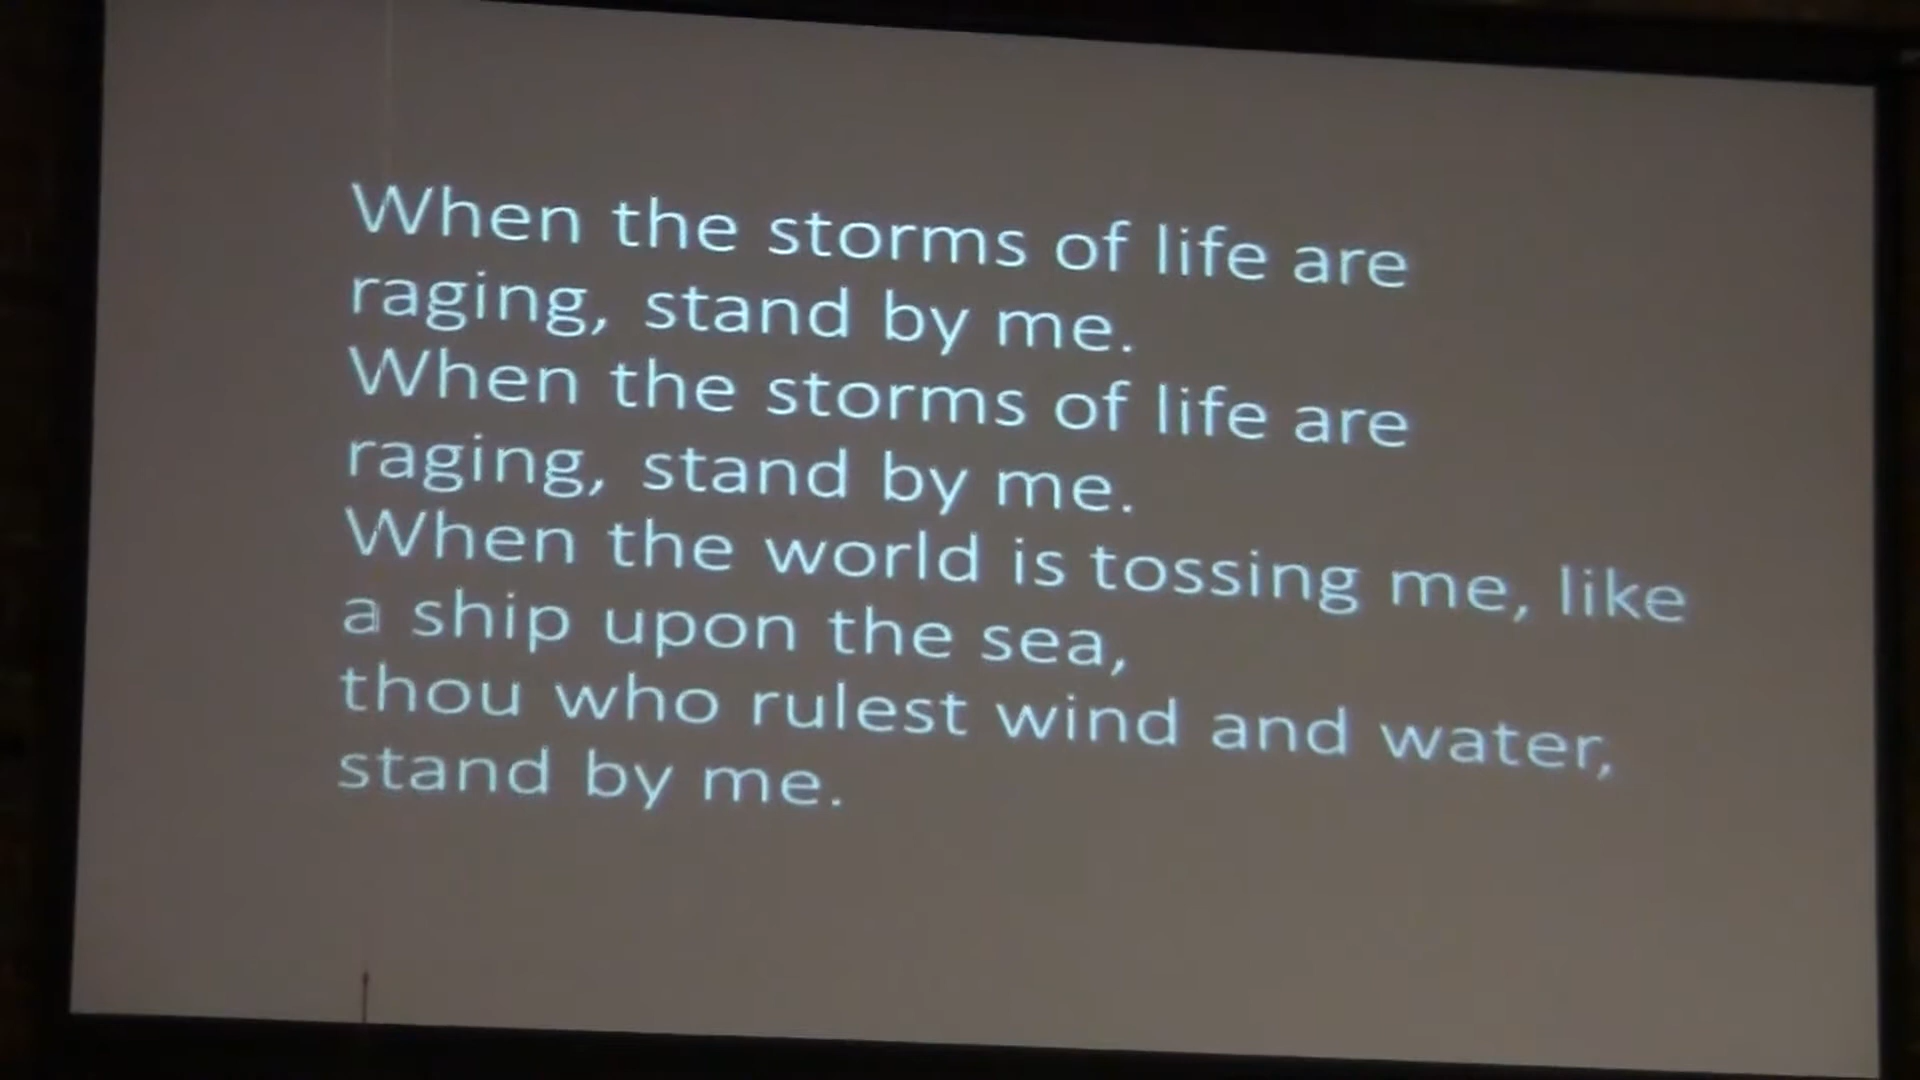 When the storms of life are
raging, stand by me.
When the storms of life are
raging, stand by me.
When the world is tossing me, like
a ship upon the sea,
thou who rulest wind and water,
stand by me.